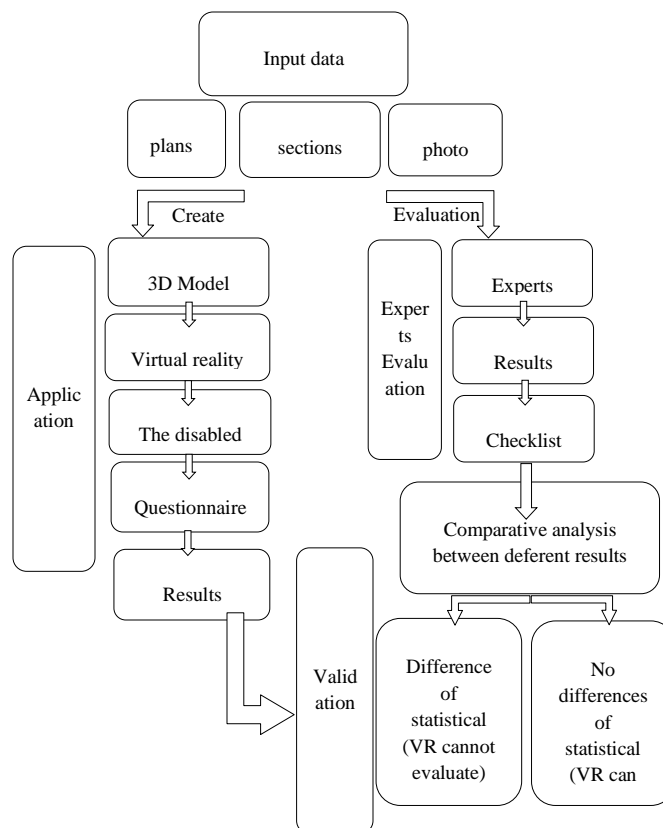 Input data
plans
sections
photo
Create
Evaluation
Applic
ation
3D Model
Virtual reality
The disabled
Questionnaire
Results
Exper
ts
Evalu
ation
Experts
Results
Checklist
Comparative analysis
between deferent results
Valid
ation
Difference
of
statistical
(VR cannot
evaluate)
No
differences
of
statistical
(VR can